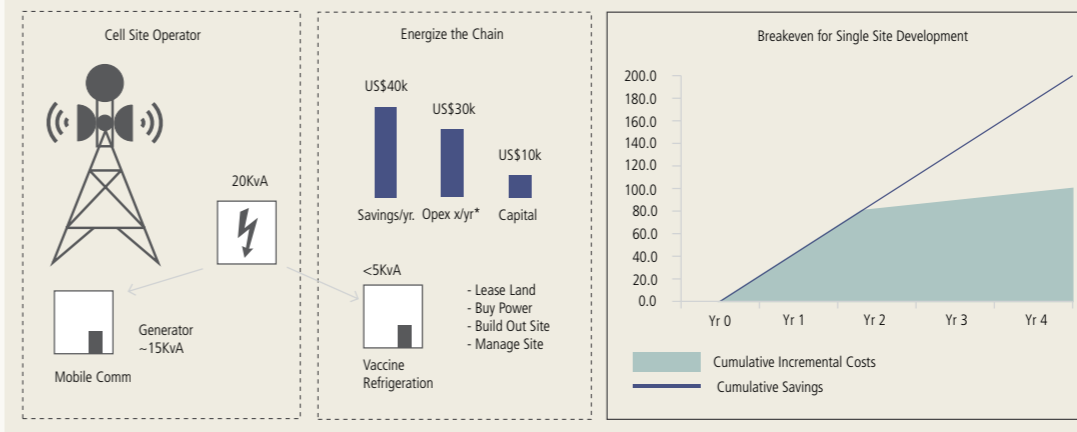 Cell Site Operator
20KvA
Generator
~15KvA
Mobile Comm
Energize the Chain
US$40k
US$30k
US$10k
Savings/yr.
Opex x/yr*
Capital
<5KvA
Vaccine
Refrigeration
- Lease Land
- Buy Power
- Build Out Site
- Manage Site
Breakeven for Single Site Development
200.0
180.0
160.0
140.0
120.0
100.0
80.0
60.0
40.0
20.0
0.0
Yr 0
Yr 1
Yr 2
Yr 3
Yr 4
Cumulative Incremental Costs
Cumulative Savings